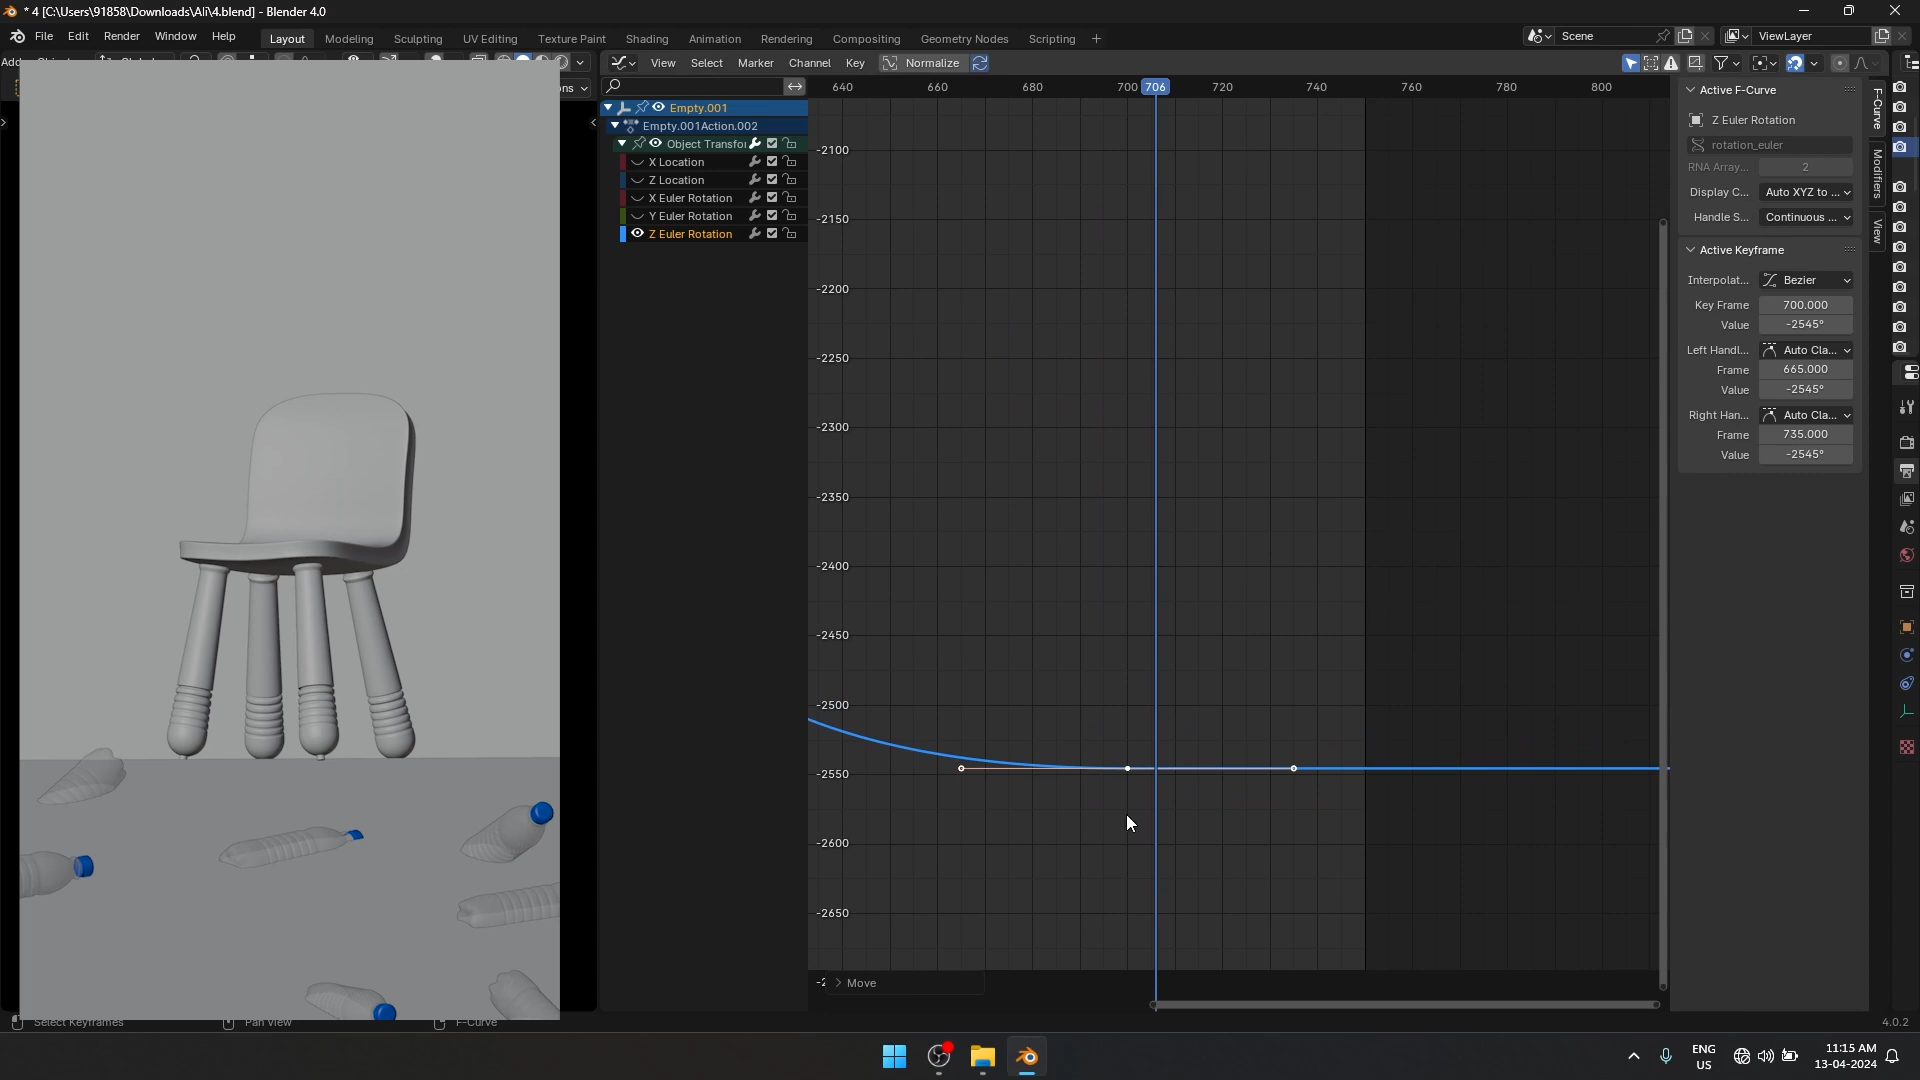 * 4 [C:\Users\91858\Downloads\Ali\4.blend] - Blender 4.0
File Edit Render Window Help Layout Modeling Sculpting UV Editing Texture Paint Shading Animation Rendering Compositing Geometry Nodes Scripting + Scene ViewLayer
View Select Marker Channel Key Normalize
640 660 680 700 706 720 740 760 780 800
Empty.001
Empty.001Action.002
Object Transfor
X Location
Z Location
X Euler Rotation
Y Euler Rotation
Z Euler Rotation
-2100
-2150
-2200
-2250
-2300
-2350
-2400
-2450
-2500
-2550
-2600
-2650
Move
Active F-Curve
Z Euler Rotation
rotation_euler
RNA Array... 2
Display C... Auto XYZ to ...
Handle S... Continuous ...
Active Keyframe
Interpolat... Bezier
Key Frame 700.000
Value -2545°
Left Handl... Auto Cla...
Frame 665.000
Value -2545°
Right Han... Auto Cla...
Frame 735.000
Value -2545°
F-Curve
Modifiers
View
Select Keyframes Pan View F-Curve 4.0.2
ENG
US
11:15 AM
13-04-2024